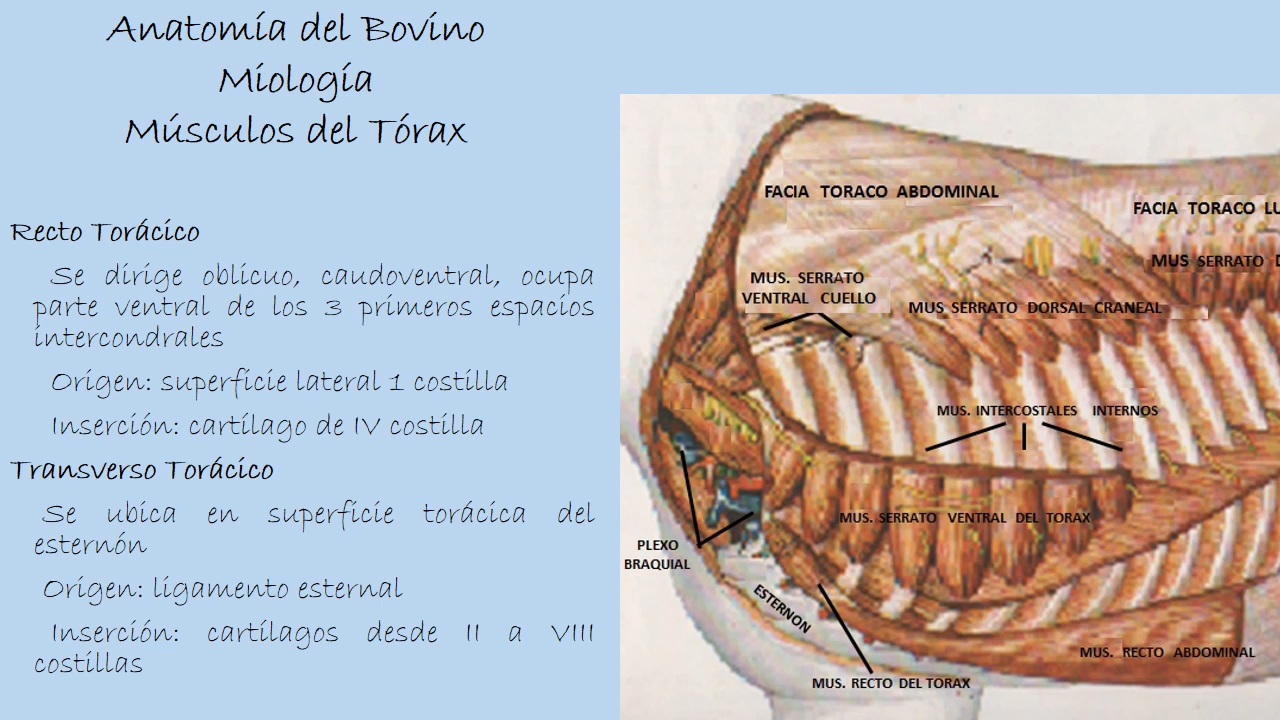 Anatomía del Bovino
Miología
Músculos del Tórax
Recto Torácico
Se dirige oblicuo, caudoventral, ocupa
parte ventral de los 3 primeros espacios
intercondrales
Origen: superficie lateral 1 costilla
Inserción: cartílago de IV costilla
Transverso Torácico
Se ubica en superficie torácica del
esternón
Origen: ligamento esternal
Inserción: cartílagos desde II a VIII
costillas
FACIA TORACO ABDOMINAL
FACIA TORACO LU
MUS. SERRATO
VENTRAL CUELLO
MUS SERRATO D
MUS SERRATO DORSAL CRANEAL
MUS. INTERCOSTALES INTERNOS
MUS. SERRATO VENTRAL DEL TORAX
PLEXO
BRAQUIAL
ESTERNON
MUS. RECTO ABDOMINAL
MUS. RECTO DEL TORAX